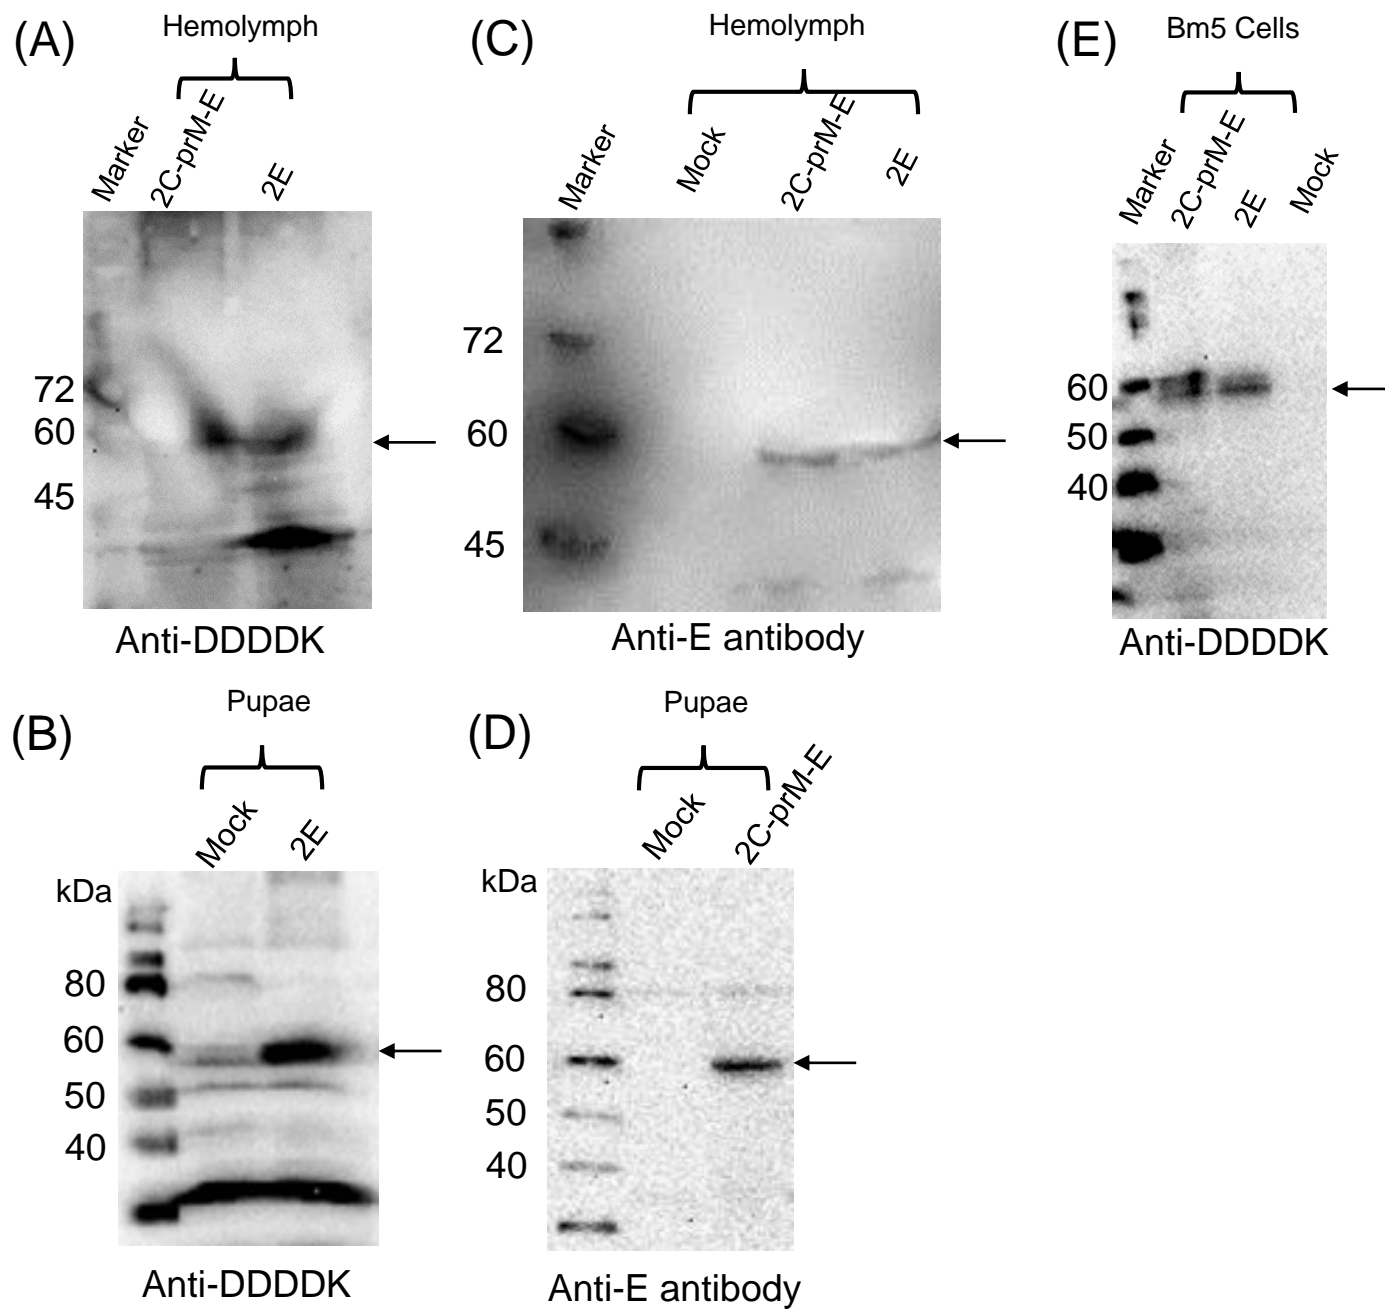 (A)
Hemolymph
Marker
2C-prM-E
2E
72
60
45
Anti-DDDDK
(C)
Hemolymph
Marker
Mock
2C-prM-E
2E
72
60
45
Anti-E antibody
(E)
Bm5 Cells
Marker
2C-prM-E
2E
Mock
60
50
40
Anti-DDDDK
(B)
Pupae
Mock
2E
kDa
80
60
50
40
Anti-DDDDK
(D)
Pupae
Mock
2C-prM-E
kDa
80
60
50
40
Anti-E antibody